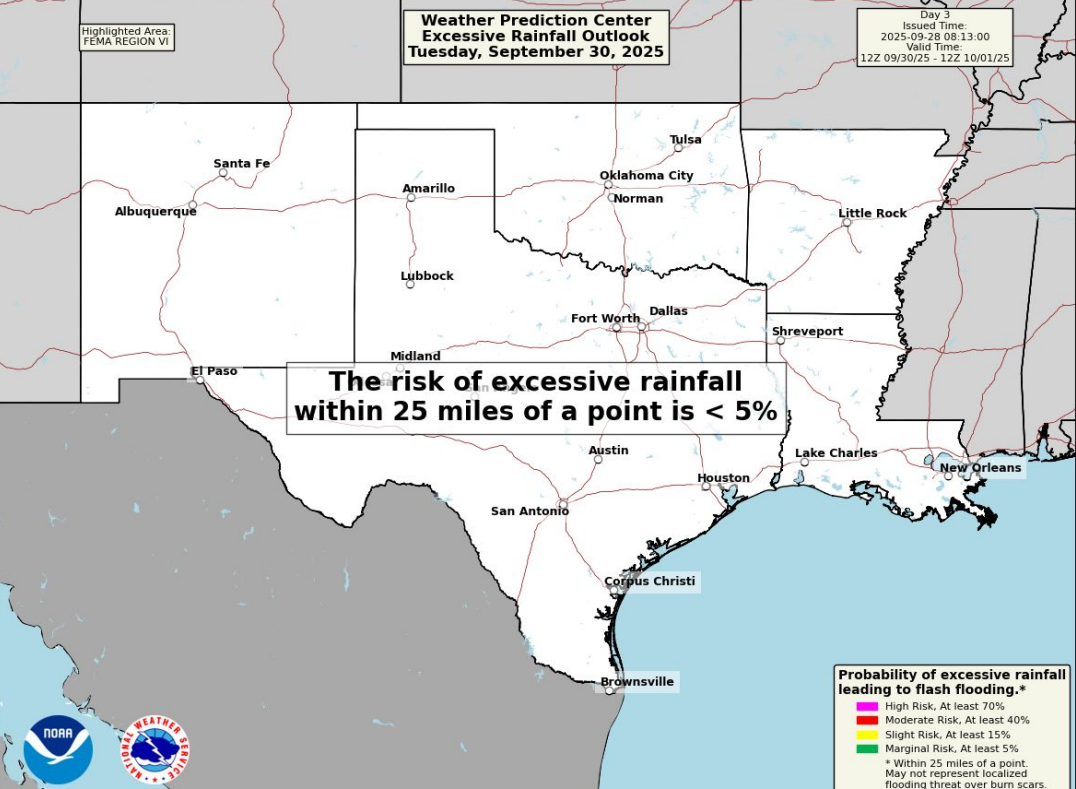 Highlighted Area:
FEMA REGION VI
Weather Prediction Center
Excessive Rainfall Outlook
Tuesday, September 30, 2025
Day 3
Issued Time:
2025-09-28 08:13:00
Valid Time:
12Z 09/30/25 - 12Z 10/01/25
Tulsa
Santa Fe
Oklahoma City
Amarillo
Norman
Albuquerque
Little Rock
Lubbock
Fort Worth
Dallas
Shreveport
Midland
El Paso
The risk of excessive rainfall
within 25 miles of a point is < 5%
Austin
Lake Charles
New Orleans
Houston
San Antonio
Corpus Christi
Brownsville
Probability of excessive rainfall
leading to flash flooding.*
High Risk, At least 70%
Moderate Risk, At least 40%
Slight Risk, At least 15%
Marginal Risk, At least 5%
* Within 25 miles of a point.
May not represent localized
flooding threat over burn scars.
NOAA
NATIONAL WEATHER SERVICE